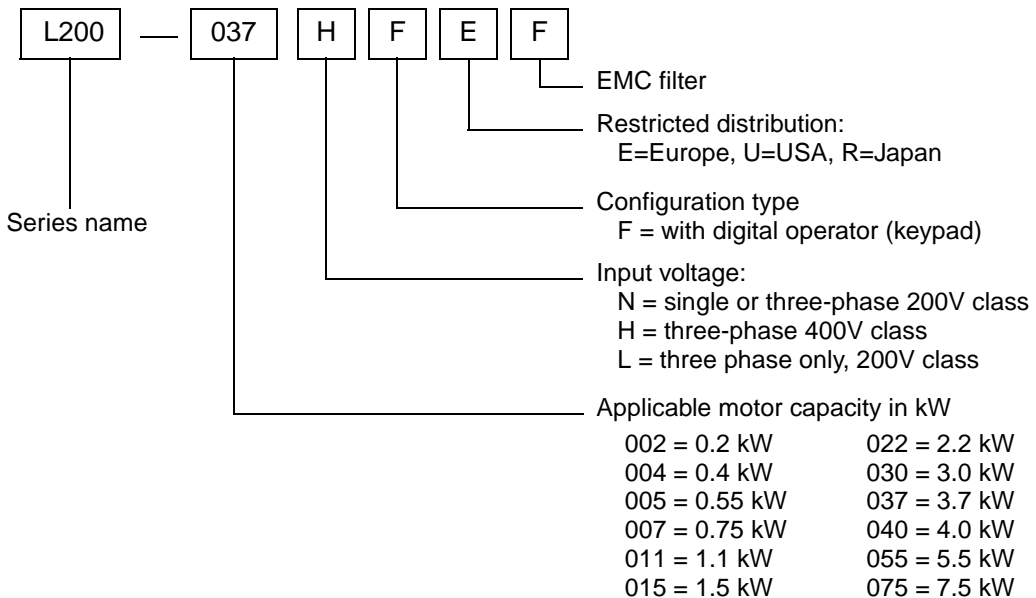 L200 — 037 H F E F
EMC filter
Restricted distribution:
E=Europe, U=USA, R=Japan
Series name
Configuration type
F = with digital operator (keypad)
Input voltage:
N = single or three-phase 200V class
H = three-phase 400V class
L = three phase only, 200V class
Applicable motor capacity in kW
002 = 0.2 kW 022 = 2.2 kW
004 = 0.4 kW 030 = 3.0 kW
005 = 0.55 kW 037 = 3.7 kW
007 = 0.75 kW 040 = 4.0 kW
011 = 1.1 kW 055 = 5.5 kW
015 = 1.5 kW 075 = 7.5 kW